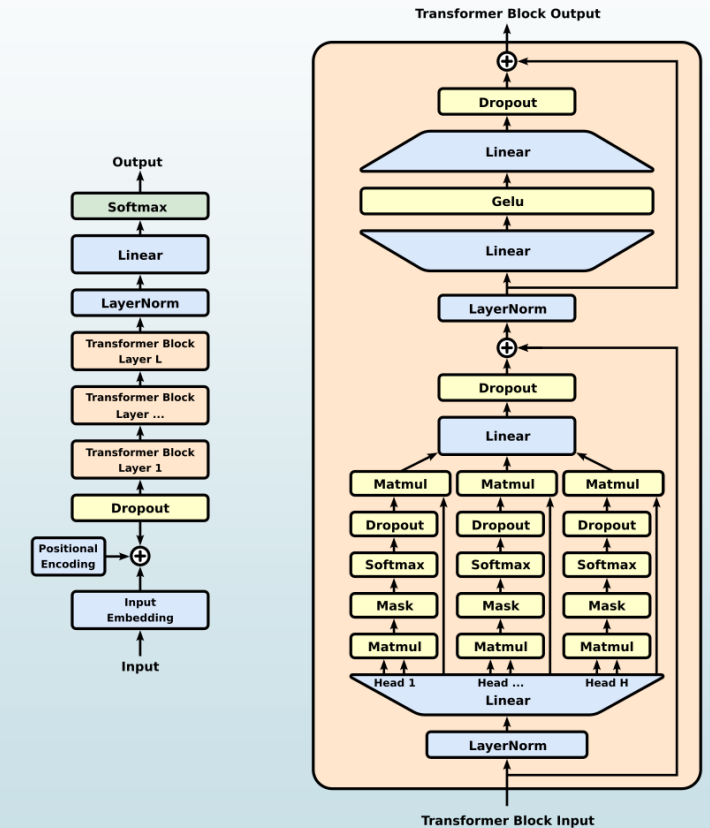 Output
Softmax
Linear
LayerNorm
Transformer Block
Layer L
Transformer Block
Layer ...
Transformer Block
Layer 1
Dropout
Positional
Encoding
Input
Embedding
Input
Transformer Block Output
Dropout
Linear
Gelu
Linear
LayerNorm
Dropout
Linear
Matmul Matmul Matmul
Dropout Dropout Dropout
Softmax Softmax Softmax
Mask Mask Mask
Matmul Matmul Matmul
Head 1 Head ... Head H
Linear
LayerNorm
Transformer Block Input